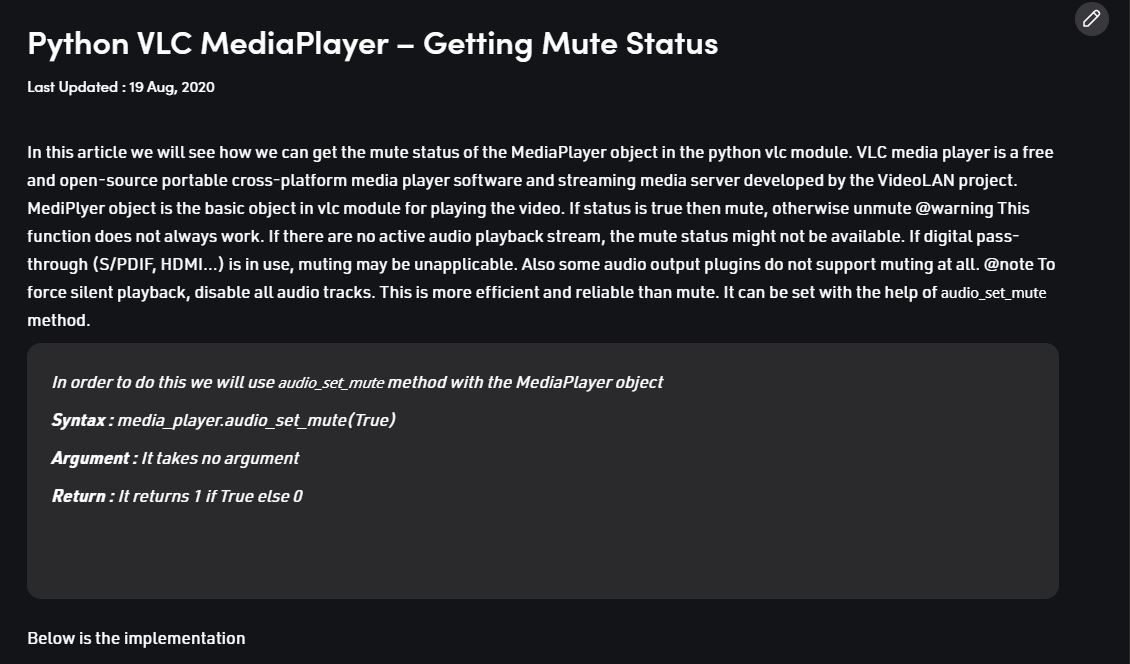 Python VLC MediaPlayer – Getting Mute Status
Last Updated : 19 Aug, 2020
In this article we will see how we can get the mute status of the MediaPlayer object in the python vlc module. VLC media player is a free
and open-source portable cross-platform media player software and streaming media server developed by the VideoLAN project.
MediPlyer object is the basic object in vlc module for playing the video. If status is true then mute, otherwise unmute @warning This
function does not always work. If there are no active audio playback stream, the mute status might not be available. If digital pass-
through (S/PDIF, HDMI...) is in use, muting may be unapplicable. Also some audio output plugins do not support muting at all. @note To
force silent playback, disable all audio tracks. This is more efficient and reliable than mute. It can be set with the help of audio_set_mute
method.
In order to do this we will use audio_set_mute method with the MediaPlayer object
Syntax : media_player.audio_set_mute(True)
Argument : It takes no argument
Return : It returns 1 if True else 0
Below is the implementation